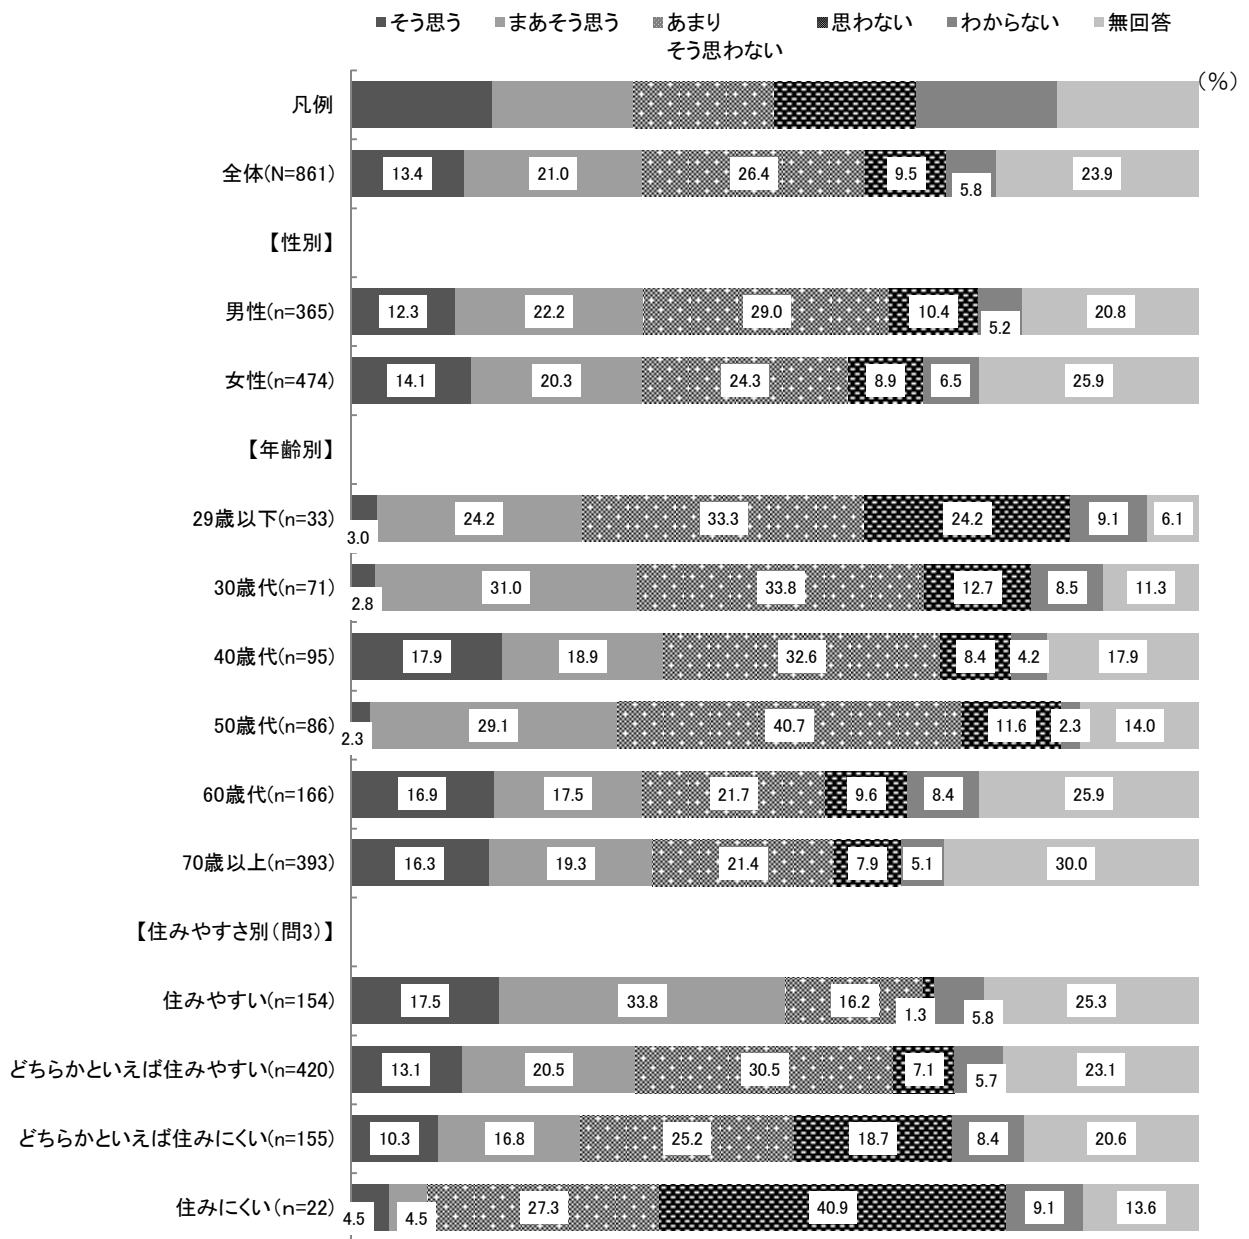 ■そう思う ■まあそう思う ■あまりそう思わない ■思わない ■わからない ■無回答
(%)
凡例
全体(N=861) 13.4 21.0 26.4 9.5 5.8 23.9
【性別】
男性(n=365) 12.3 22.2 29.0 10.4 5.2 20.8
女性(n=474) 14.1 20.3 24.3 8.9 6.5 25.9
【年齢別】
29歳以下(n=33) 3.0 24.2 33.3 24.2 9.1 6.1
30歳代(n=71) 2.8 31.0 33.8 12.7 8.5 11.3
40歳代(n=95) 17.9 18.9 32.6 8.4 4.2 17.9
50歳代(n=86) 2.3 29.1 40.7 11.6 2.3 14.0
60歳代(n=166) 16.9 17.5 21.7 9.6 8.4 25.9
70歳以上(n=393) 16.3 19.3 21.4 7.9 5.1 30.0
【住みやすさ別(問3)】
住みやすい(n=154) 17.5 33.8 16.2 1.3 5.8 25.3
どちらかといえば住みやすい(n=420) 13.1 20.5 30.5 7.1 5.7 23.1
どちらかといえば住みにくい(n=155) 10.3 16.8 25.2 18.7 8.4 20.6
住みにくい(n=22) 4.5 4.5 27.3 40.9 9.1 13.6